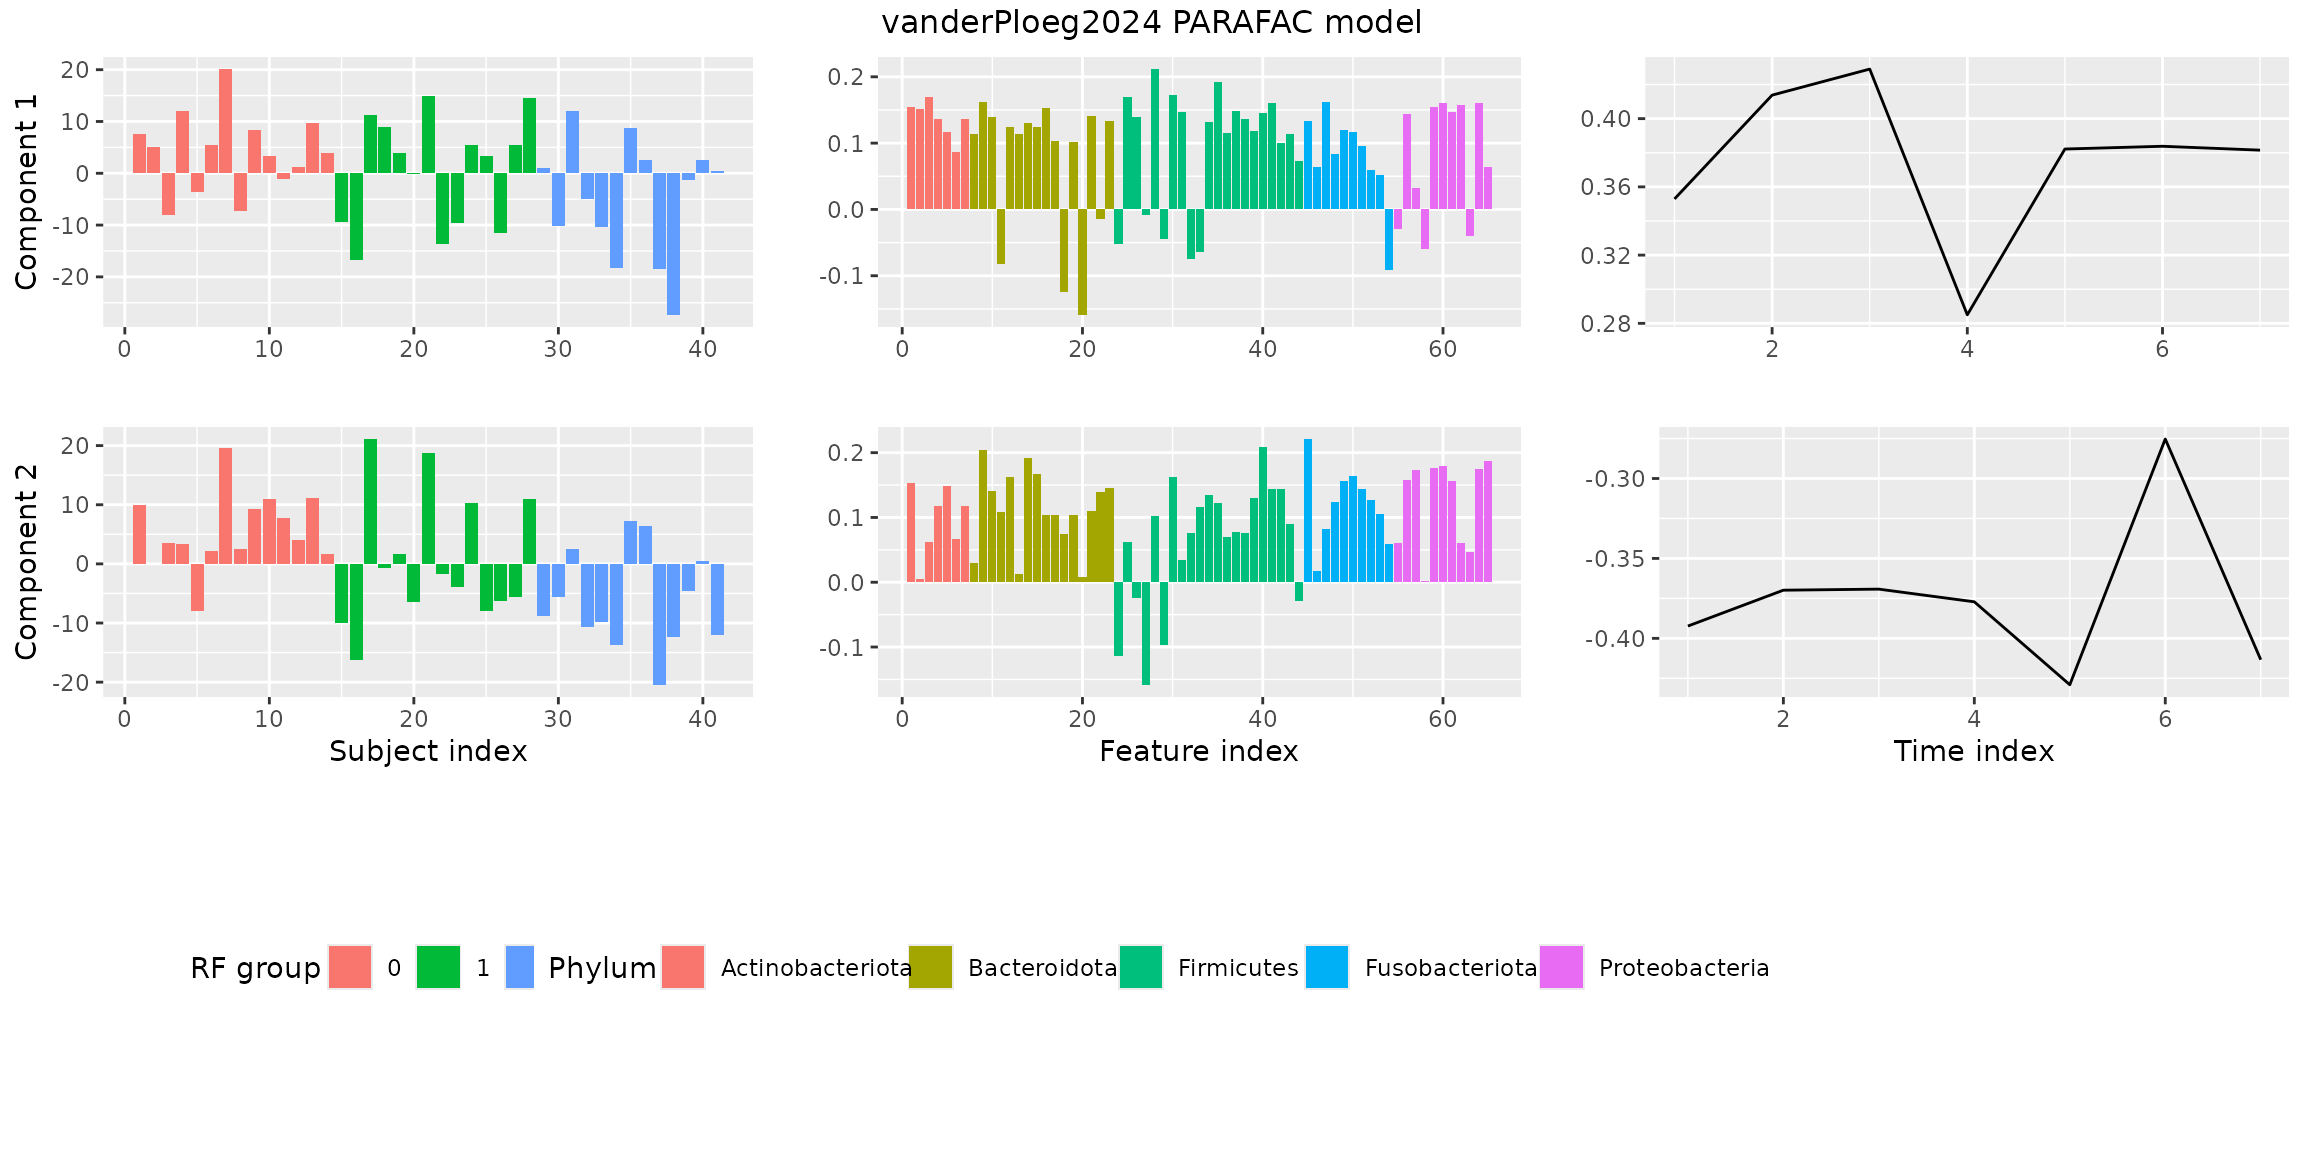 vanderPloeg2024 PARAFAC model
Component 1
20
10
0
-10
-20
0 10 20 30 40
0.2
0.1
0.0
-0.1
0 20 40 60
0.40
0.36
0.32
0.28
2 4 6
Component 2
20
10
0
-10
-20
0 10 20 30 40
Subject index
0.2
0.1
0.0
-0.1
0 20 40 60
Feature index
-0.30
-0.35
-0.40
2 4 6
Time index
RF group 0 1 Phylum Actinobacteriota Bacteroidota Firmicutes Fusobacteriota Proteobacteria